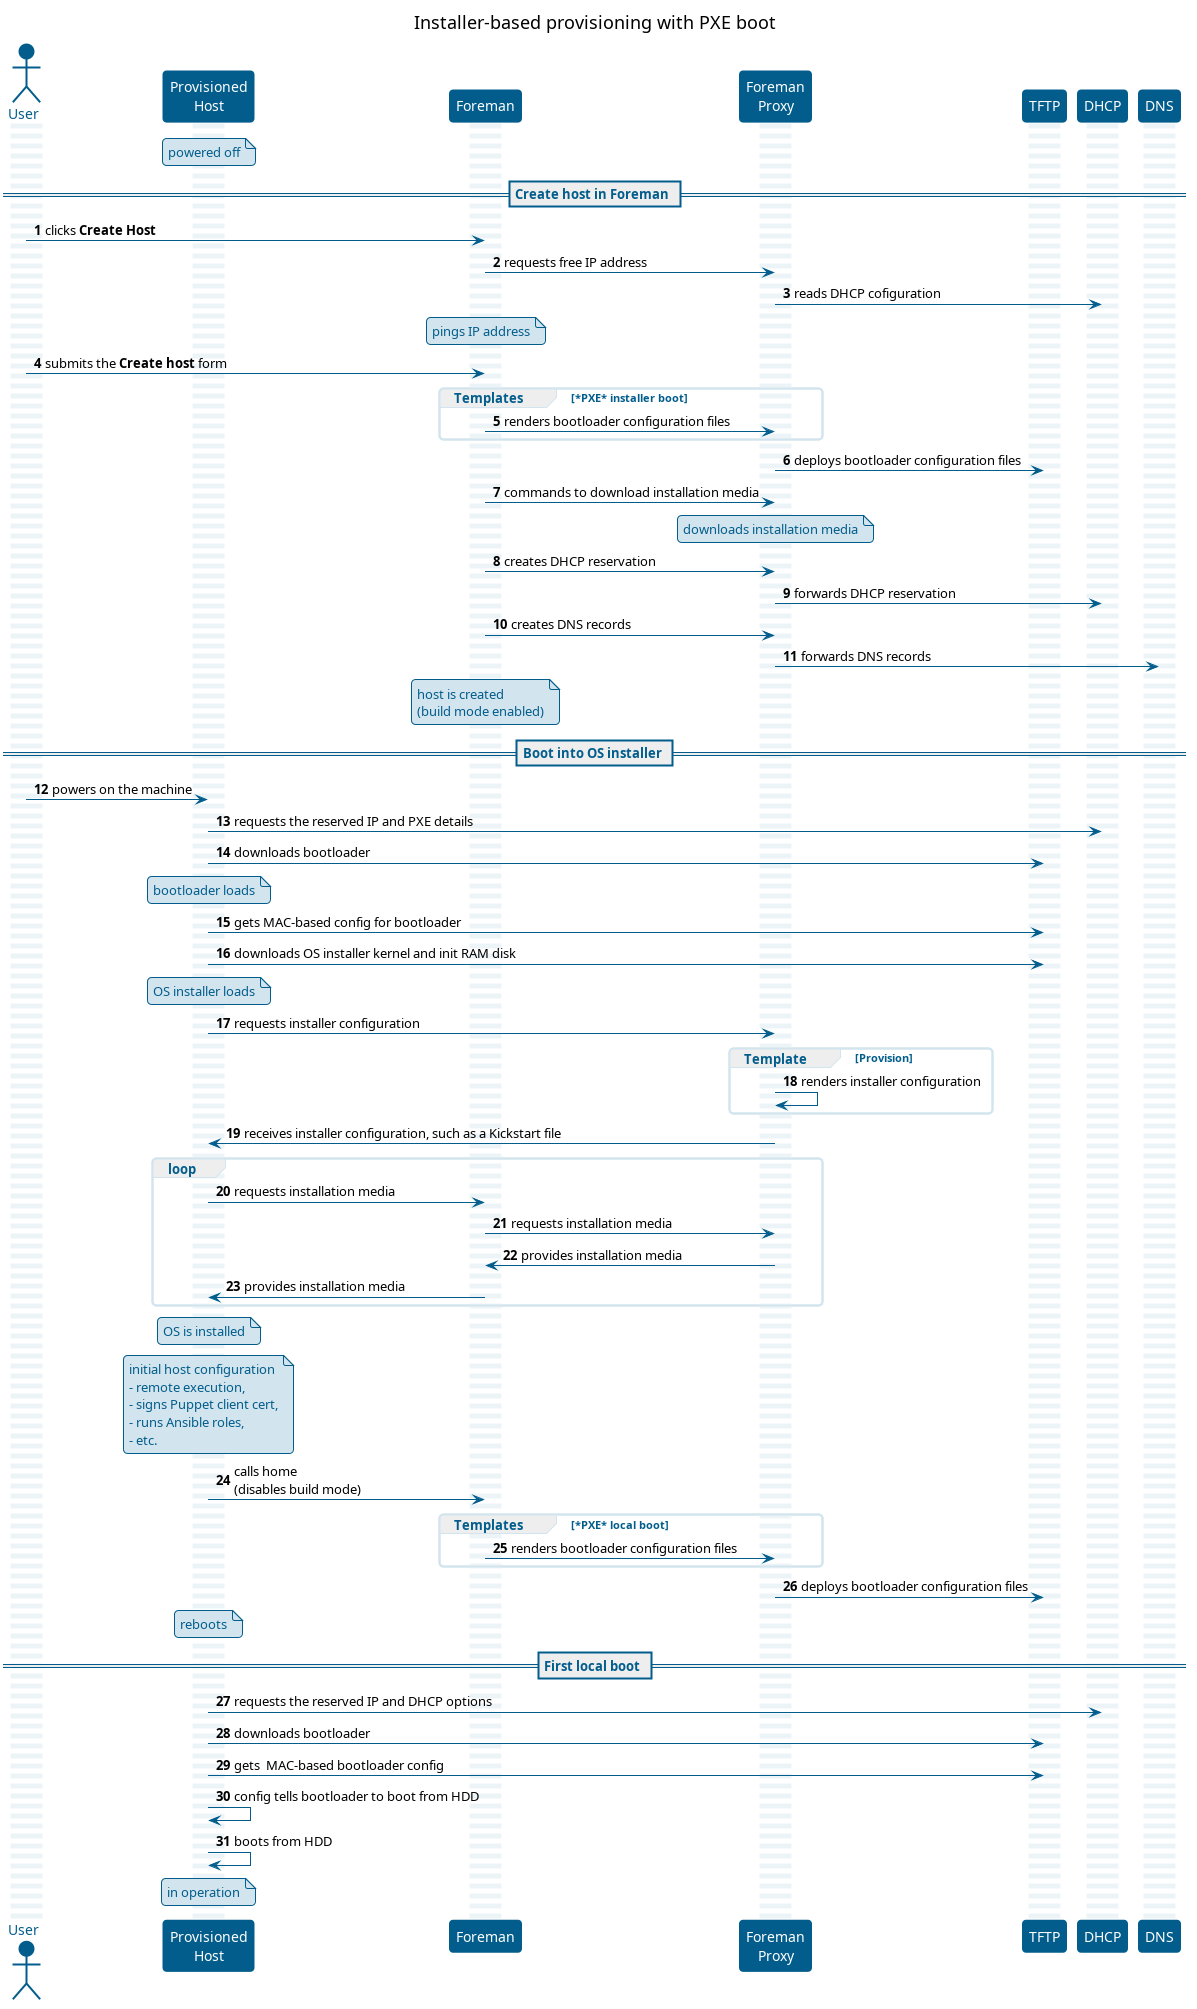 Installer-based provisioning with PXE boot
User
Provisioned
Host
Foreman
Foreman
Proxy
TFTP
DHCP
DNS
powered off
Create host in Foreman
1 clicks Create Host
2 requests free IP address
3 reads DHCP cofiguration
pings IP address
4 submits the Create host form
Templates [*PXE* installer boot]
5 renders bootloader configuration files
6 deploys bootloader configuration files
7 commands to download installation media
downloads installation media
8 creates DHCP reservation
9 forwards DHCP reservation
10 creates DNS records
11 forwards DNS records
host is created
(build mode enabled)
Boot into OS installer
12 powers on the machine
13 requests the reserved IP and PXE details
14 downloads bootloader
bootloader loads
15 gets MAC-based config for bootloader
16 downloads OS installer kernel and init RAM disk
OS installer loads
17 requests installer configuration
Template [Provision]
18 renders installer configuration
19 receives installer configuration, such as a Kickstart file
loop
20 requests installation media
21 requests installation media
22 provides installation media
23 provides installation media
OS is installed
initial host configuration
- remote execution,
- signs Puppet client cert,
- runs Ansible roles,
- etc.
24 calls home
(disables build mode)
Templates [*PXE* local boot]
25 renders bootloader configuration files
26 deploys bootloader configuration files
reboots
First local boot
27 requests the reserved IP and DHCP options
28 downloads bootloader
29 gets  MAC-based bootloader config
30 config tells bootloader to boot from HDD
31 boots from HDD
in operation
User
Provisioned
Host
Foreman
Foreman
Proxy
TFTP
DHCP
DNS